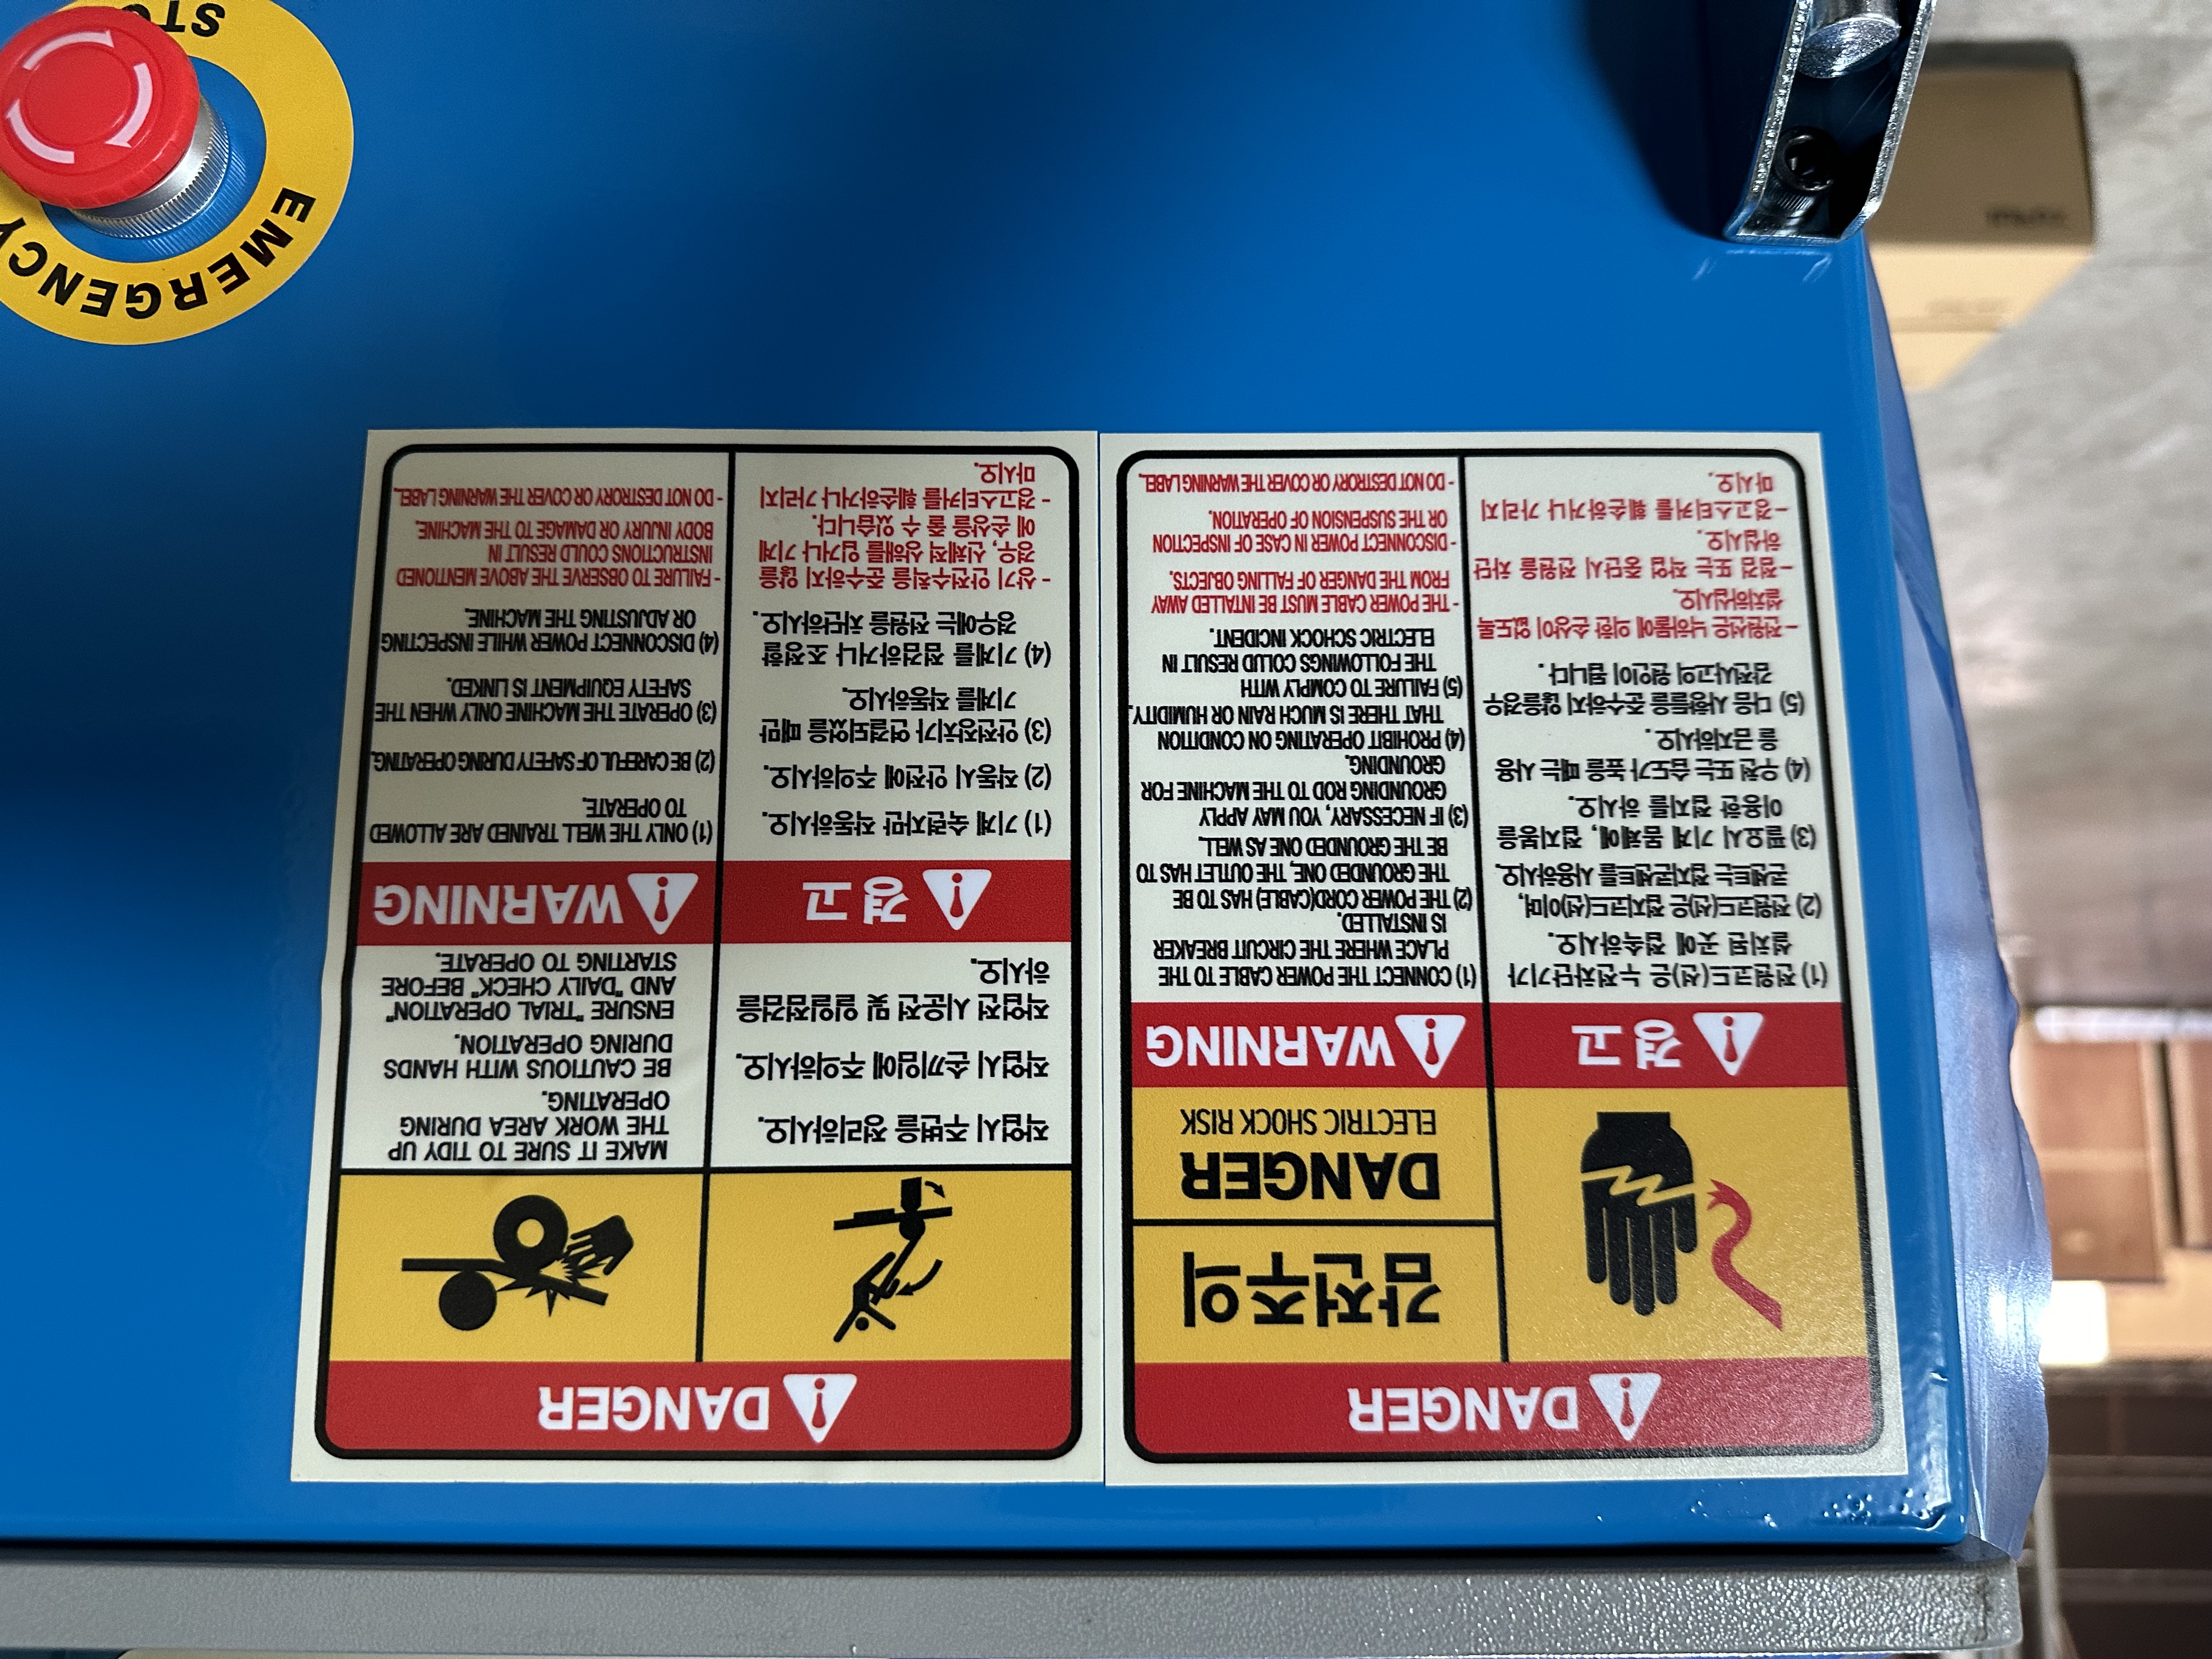 DANGER
감전주의
DANGER
ELECTRIC SHOCK RISK
경고
(1) 전원코드(선)은 누전차단기가
설치된 곳에 접속하시오.
(2) 전원코드(선)은 접지코드(선)이며,
콘센트는 접지콘센트를 사용하시오.
(3) 필요시 기계 몸체에, 접지봉을
이용한 접지를 하시오.
(4) 우천 또는 습도가 높을 때는 사용
을 금지하시오.
(5) 다음 사항들을 준수하지 않을경우
감전사고의 원인이 됩니다.
-전원선은 낙하물에 의한 손상이 없도록
설치하십시오.
-점검 또는 작업 중단시 전원을 차단
하십시오.
-경고스티커를 훼손하거나 가리지
마시오.
WARNING
(1) CONNECT THE POWER CABLE TO THE
PLACE WHERE THE CIRCUIT BREAKER
IS INSTALLED.
(2) THE POWER CORD(CABLE) HAS TO BE
THE GROUNDED ONE, THE OUTLET HAS TO
BE THE GROUNDED ONE AS WELL.
(3) IF NECESSARY, YOU MAY APPLY
GROUNDING ROD TO THE MACHINE FOR
GROUNDING.
(4) PROHIBIT OPERATING ON CONDITION
THAT THERE IS MUCH RAIN OR HUMIDITY.
(5) FAILURE TO COMPLY WITH
THE FOLLOWINGS COLUD RESULT IN
ELECTRIC SCHOCK INCIDENT.
- THE POWER CABLE MUST BE INTALLED AWAY
FROM THE DANGER OF FALLING OBJECTS.
- DISCONNECT POWER IN CASE OF INSPECTION
OR THE SUSPENSION OF OPERATION.
- DO NOT DESTRORY OR COVER THE WARNING LABEL.
DANGER
작업시 주변을 정리하시오.
작업시 손끼임에 주의하시오.
작업전 시운전 및 일일점검을
하시오.
MAKE IT SURE TO TIDY UP
THE WORK AREA DURING
OPERATING.
BE CAUTIOUS WITH HANDS
DURING OPERATION.
ENSURE "TRIAL OPERATION"
AND "DAILY CHECK" BEFORE
STARTING TO OPERATE.
경고
(1) 기계 숙련자만 작동하시오.
(2) 작동시 안전에 주의하시오.
(3) 안전장치가 연결되었을 때만
기계를 작동하시오.
(4) 기계를 점검하거나 조정할
경우에는 전원을 차단하시오.
- 상기 안전수칙을 준수하지 않을
경우, 신체적 상해를 입거나 기계
에 손상을 줄 수 있습니다.
- 경고스티커를 훼손하거나 가리지
마시오.
WARNING
(1) ONLY THE WELL TRAINED ARE ALLOWED
TO OPERATE.
(2) BE CAREFUL OF SAFETY DURING OPERATING.
(3) OPERATE THE MACHINE ONLY WHEN THE
SAFETY EQUIPMENT IS LINKED.
(4) DISCONNECT POWER WHILE INSPECTING
OR ADJUSTING THE MACHINE.
- FAILURE TO OBSERVE THE ABOVE MENTIONED
INSTRUCTIONS COULD RESULT IN
BODY INJURY OR DAMAGE TO THE MACHINE.
- DO NOT DESTRORY OR COVER THE WARNING LABEL.
EMERGENCY
STO